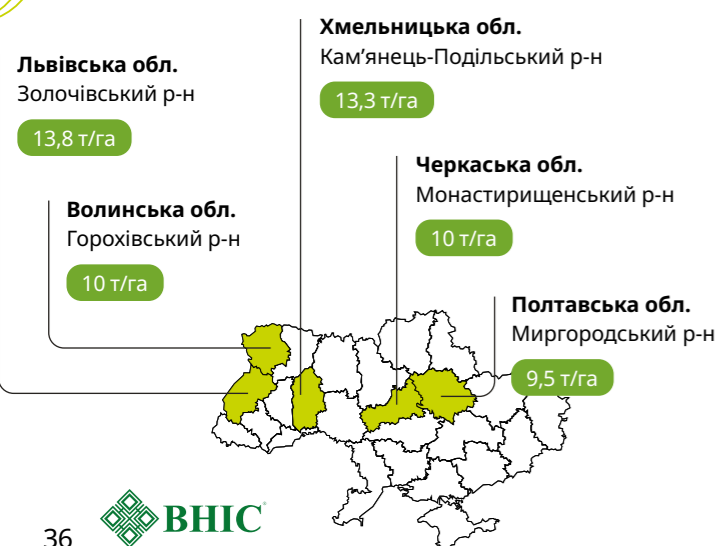 Хмельницька обл.
Кам’янець-Подільський р-н
13,3 т/га
Львівська обл.
Золочівський р-н
13,8 т/га
Черкаська обл.
Монастирищенський р-н
10 т/га
Волинська обл.
Горохівський р-н
10 т/га
Полтавська обл.
Миргородський р-н
9,5 т/га
36
ВНІС